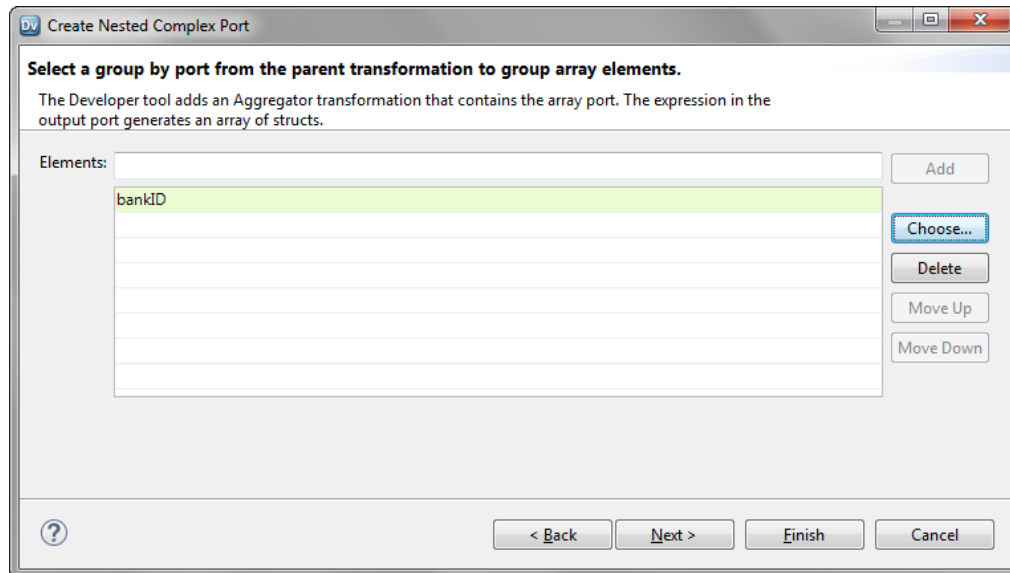 Dv Create Nested Complex Port
Select a group by port from the parent transformation to group array elements.
The Developer tool adds an Aggregator transformation that contains the array port. The expression in the
output port generates an array of structs.
Elements:
Add
bankID
Choose...
Delete
Move Up
Move Down
?
< Back
Next >
Finish
Cancel